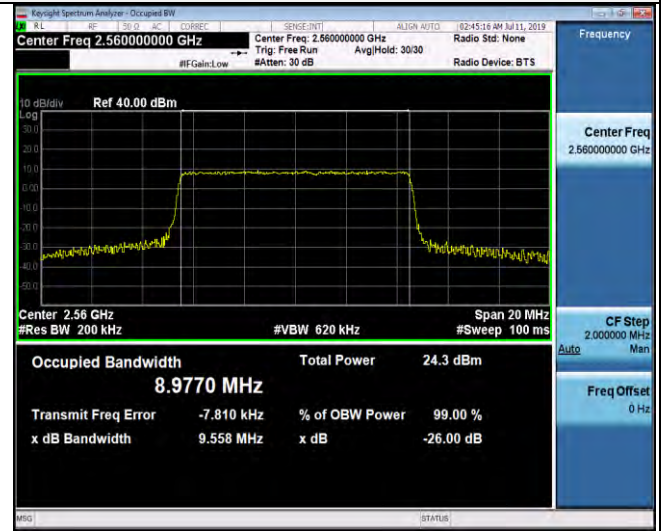 Keysight Spectrum Analyzer - Occupied BW
RL RF 50 Ω AC CORREC SENSE:INT ALIGN AUTO 02:45:16 AM Jul 11, 2019
Center Freq 2.560000000 GHz
Center Freq: 2.560000000 GHz
Radio Std: None
Trig: Free Run Avg|Hold: 30/30
#IFGain:Low #Atten: 30 dB Radio Device: BTS
Frequency
10 dB/div Ref 40.00 dBm
Log
30.0
20.0
10.0
0.00
-10.0
-20.0
-30.0
-40.0
-50.0
Center Freq
2.560000000 GHz
Center 2.56 GHz Span 20 MHz
#Res BW 200 kHz #VBW 620 kHz #Sweep 100 ms
CF Step
2.000000 MHz
Auto Man
Occupied Bandwidth Total Power 24.3 dBm
8.9770 MHz
Freq Offset
0 Hz
Transmit Freq Error -7.810 kHz % of OBW Power 99.00 %
x dB Bandwidth 9.558 MHz x dB -26.00 dB
MSG STATUS